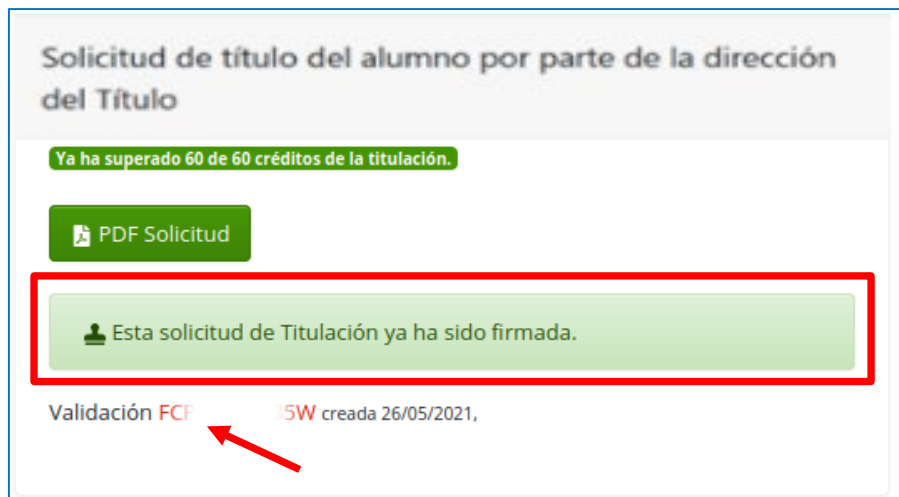 Solicitud de título del alumno por parte de la dirección
del Título
Ya ha superado 60 de 60 créditos de la titulación.
PDF Solicitud
Esta solicitud de Titulación ya ha sido firmada.
Validación creada 26/05/2021,